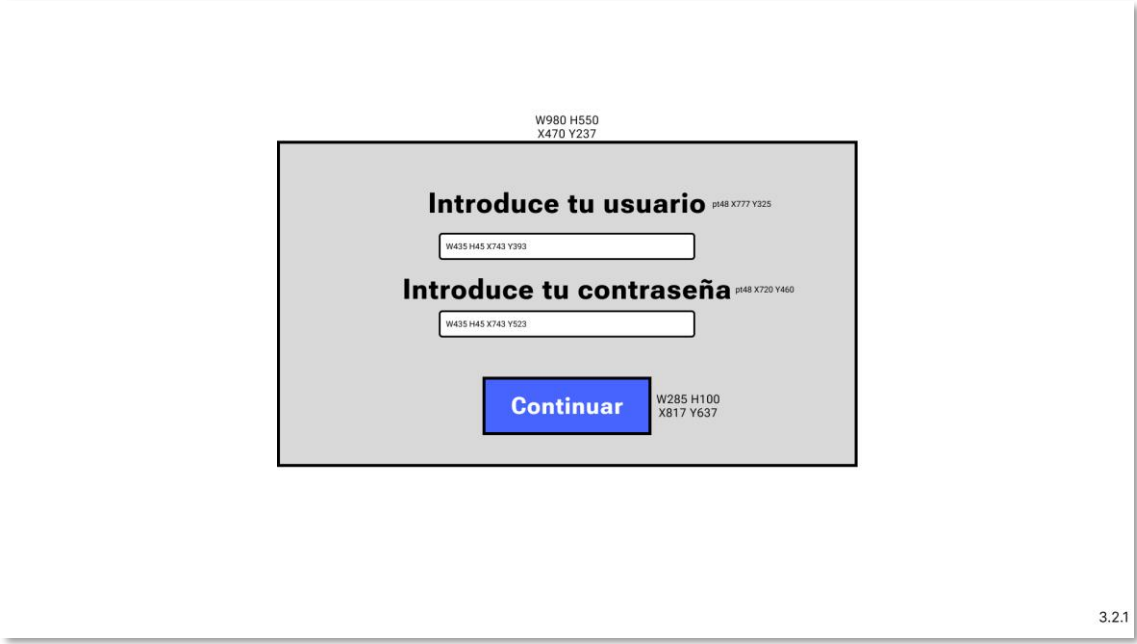 W980 H550
X470 Y237
Introduce tu usuario pt48 X777 Y325
W435 H45 X743 Y393
Introduce tu contraseña pt48 X720 Y460
W435 H45 X743 Y523
Continuar
W285 H100
X817 Y637
3.2.1